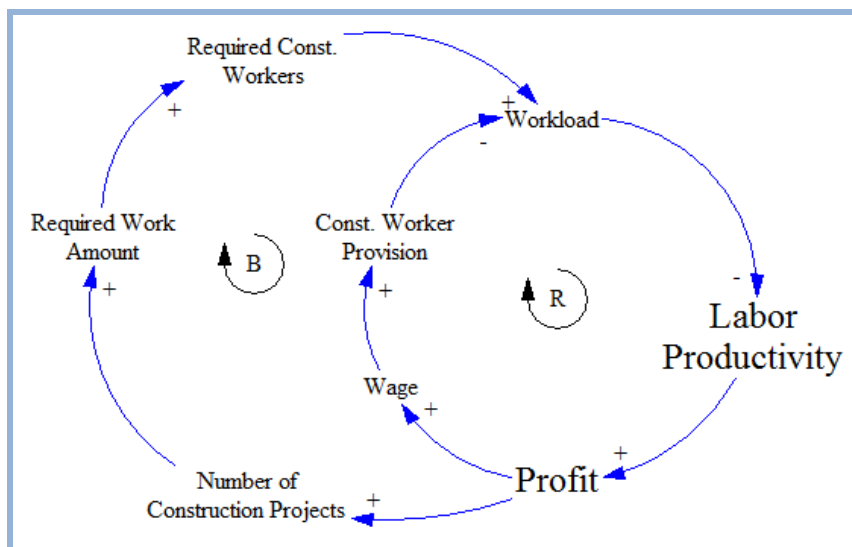 Required Const.
Workers
+
+
Workload
-
Required Work
Amount
+
Const. Worker
Provision
+
B
R
-
Labor
Productivity
Wage
+
+
Profit
Number of
Construction Projects
+